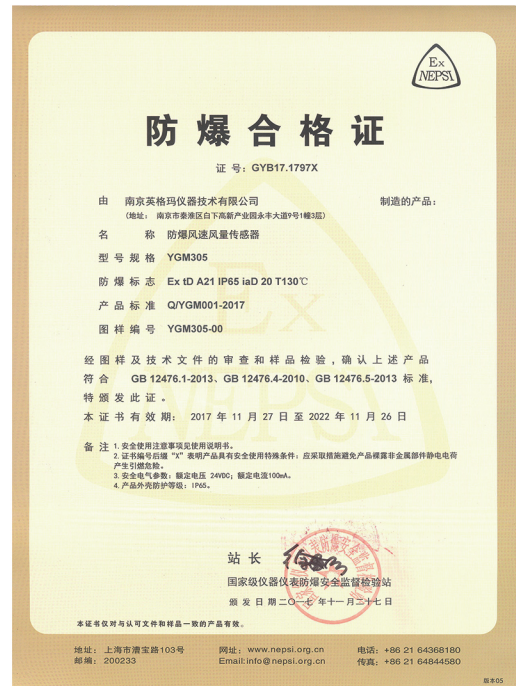 Ex
NEPSI
防爆合格证
证 号: GYB17.1797X
由 南京英格玛仪器技术有限公司 制造的产品:
(地址: 南京市秦淮区白下高新产业园永丰大道9号1幢3层)
名 称 防爆风速风量传感器
型号规格 YGM305
防爆标志 Ex tD A21 IP65 iaD 20 T130℃
产品标准 Q/YGM001-2017
图样编号 YGM305-00
经图样及技术文件的审查和样品检验,确认上述产品
符合 GB 12476.1-2013、GB 12476.4-2010、GB 12476.5-2013 标准,
特颁发此证。
本证书有效期: 2017 年 11 月 27 日 至 2022 年 11 月 26 日
备注 1.安全使用注意事项见使用说明书。
2.证书编号后缀“X”表明产品具有安全使用特殊条件:应采取措施避免产品裸露非金属部件静电电荷
产生引燃危险。
3.安全电气参数:额定电压 24VDC;额定电流100mA。
4.产品外壳防护等级:IP65。
站长
国家级仪器仪表防爆安全监督检验站
颁发日期二〇一七年十一月二十七日
本证书仅对与认可文件和样品一致的产品有效。
地址: 上海市漕宝路103号 网址: www.nepsi.org.cn 电话: +86 21 64368180
邮编: 200233 Email:info@nepsi.org.cn 传真: +86 21 64844580
版本05